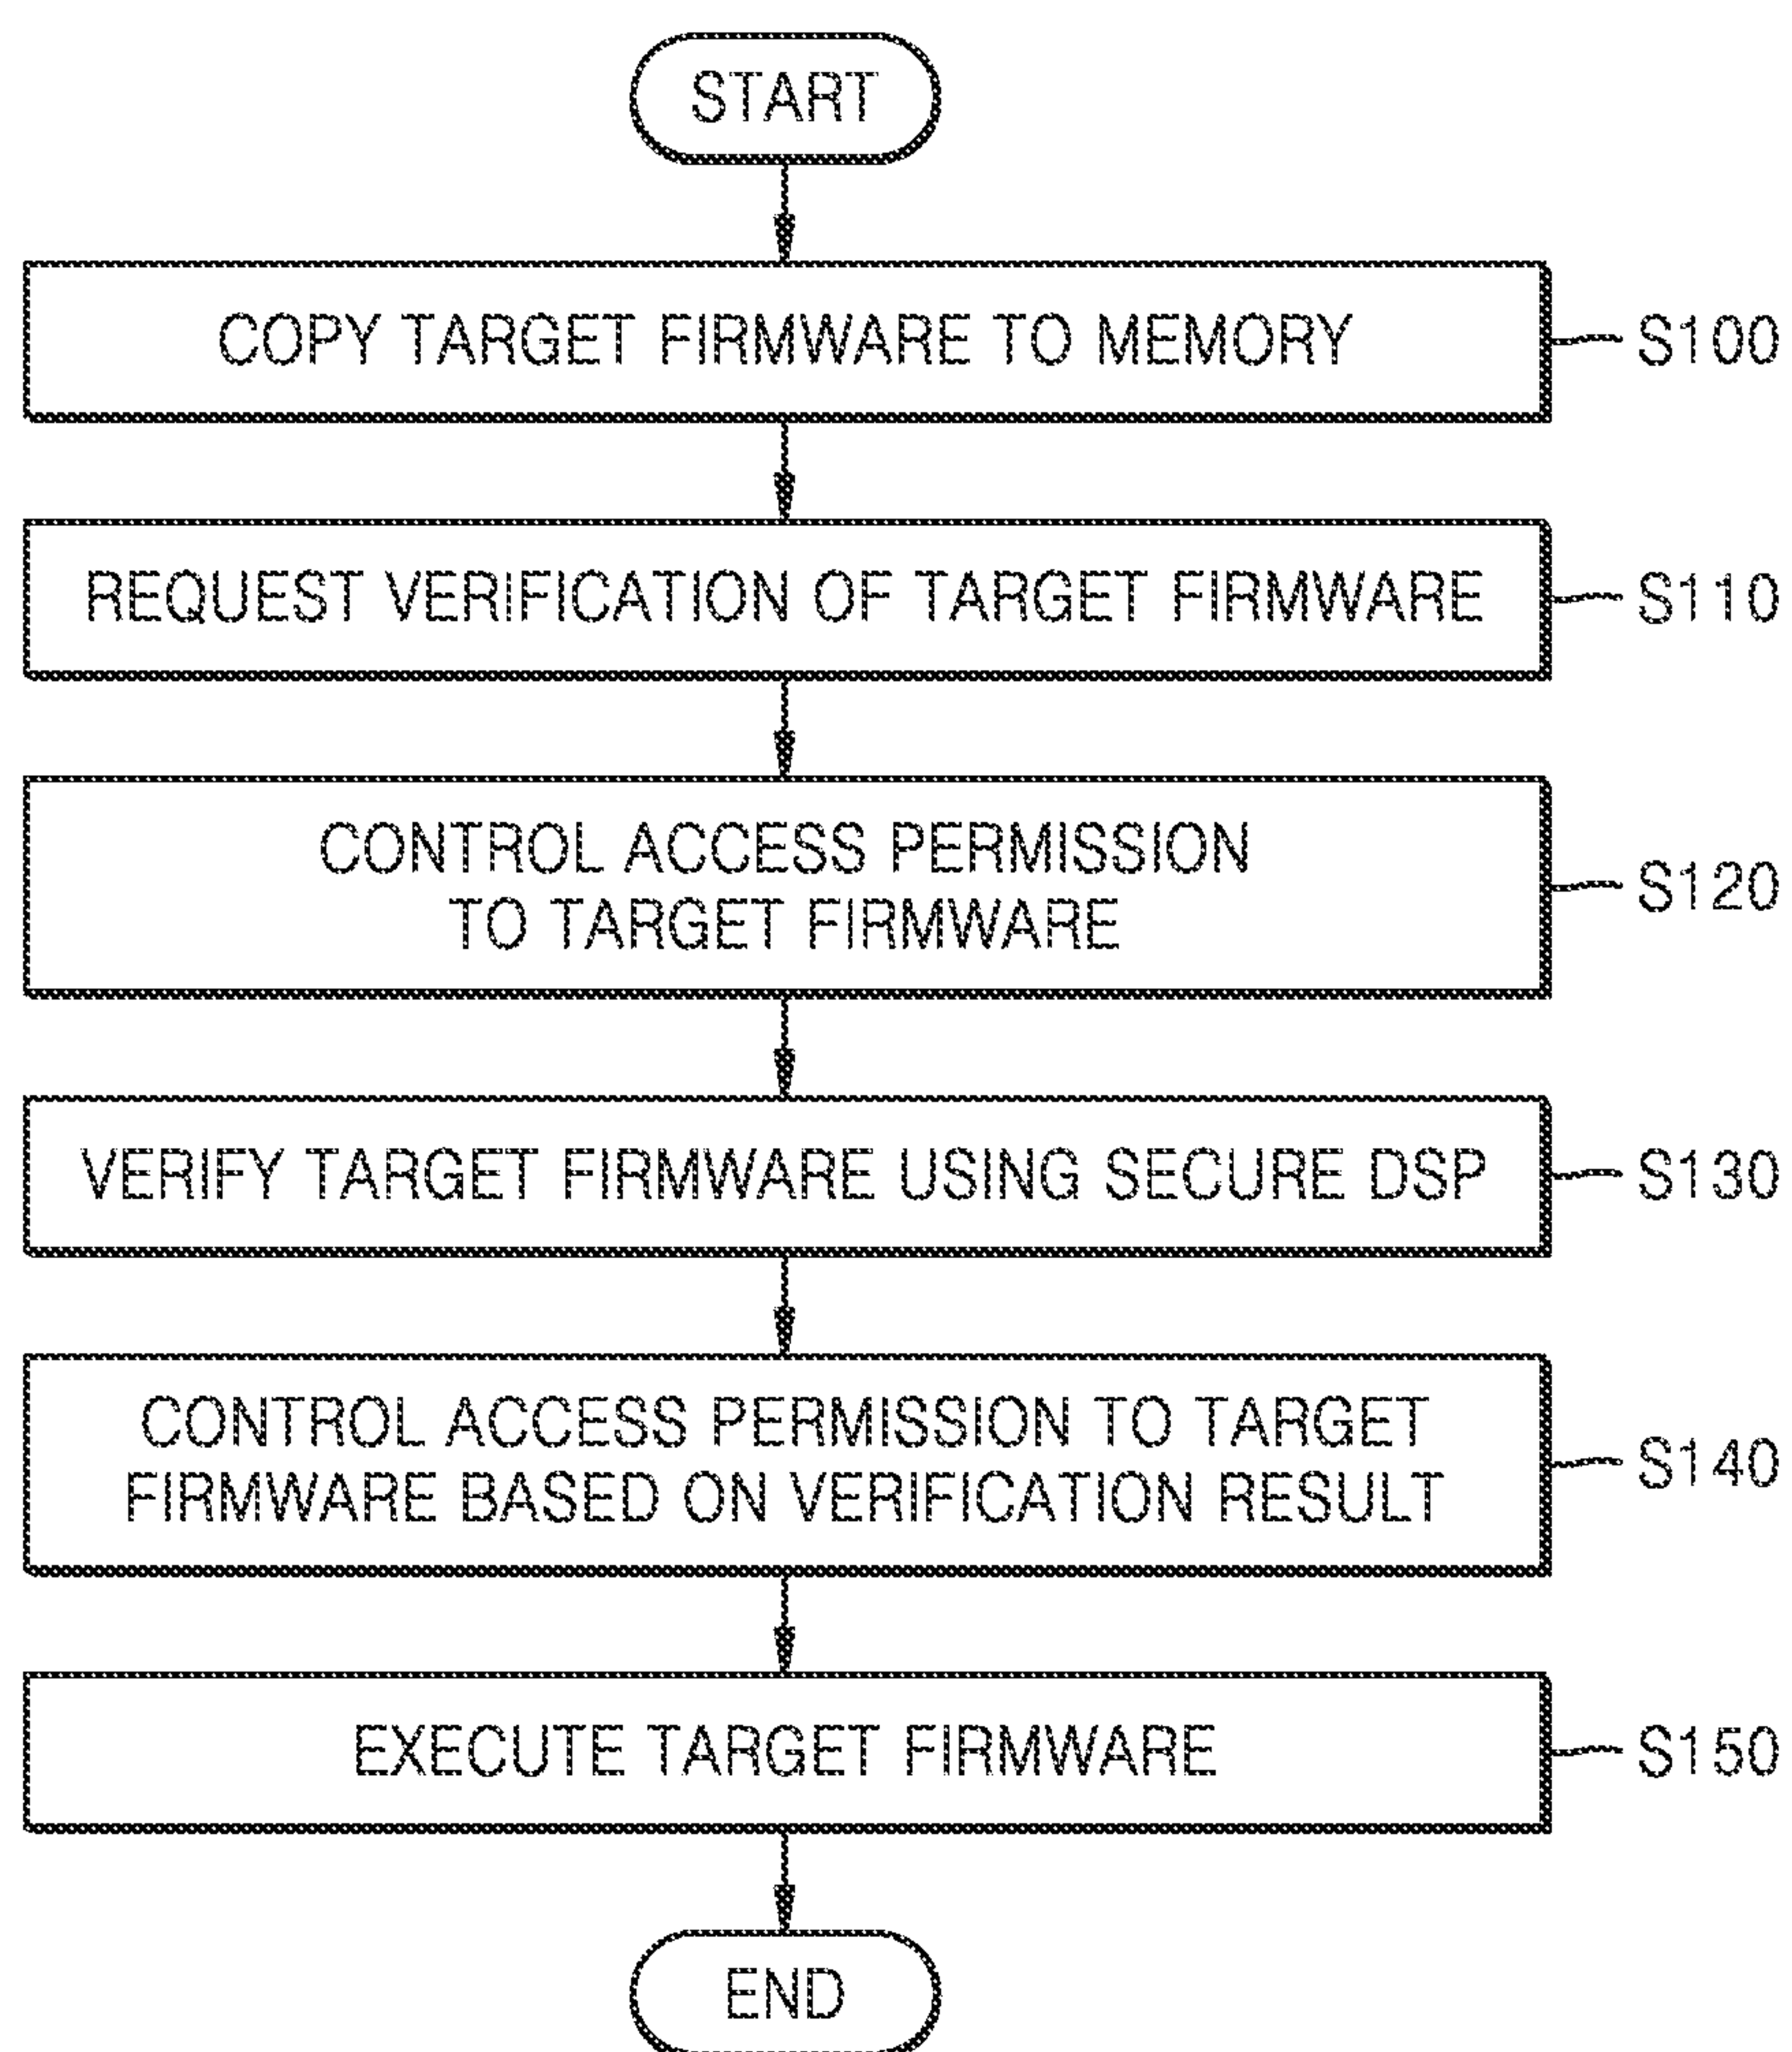 START
COPY TARGET FIRMWARE TO MEMORY
S100
REQUEST VERIFICATION OF TARGET FIRMWARE
S110
CONTROL ACCESS PERMISSION
TO TARGET FIRMWARE
S120
VERIFY TARGET FIRMWARE USING SECURE DSP
S130
CONTROL ACCESS PERMISSION TO TARGET
FIRMWARE BASED ON VERIFICATION RESULT
S140
EXECUTE TARGET FIRMWARE
S150
END